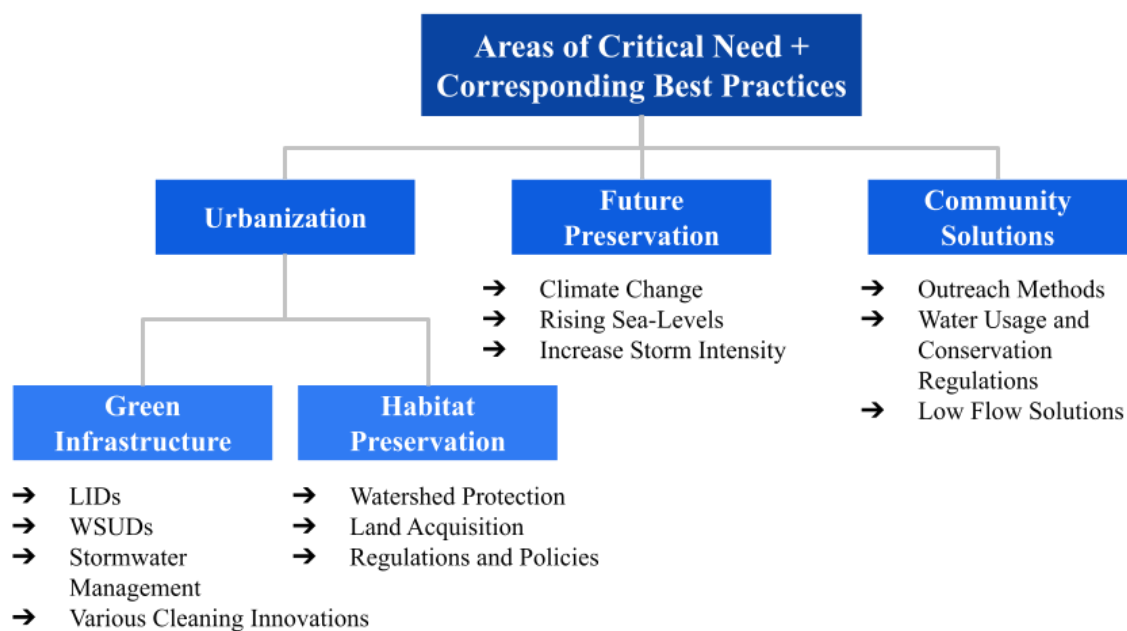 Areas of Critical Need +
Corresponding Best Practices
Urbanization
Future
Preservation
Community
Solutions
➔ Climate Change
➔ Rising Sea-Levels
➔ Increase Storm Intensity
➔ Outreach Methods
➔ Water Usage and
Conservation
Regulations
➔ Low Flow Solutions
Green
Infrastructure
Habitat
Preservation
➔ LIDs
➔ WSUDs
➔ Stormwater
Management
➔ Various Cleaning Innovations
➔ Watershed Protection
➔ Land Acquisition
➔ Regulations and Policies